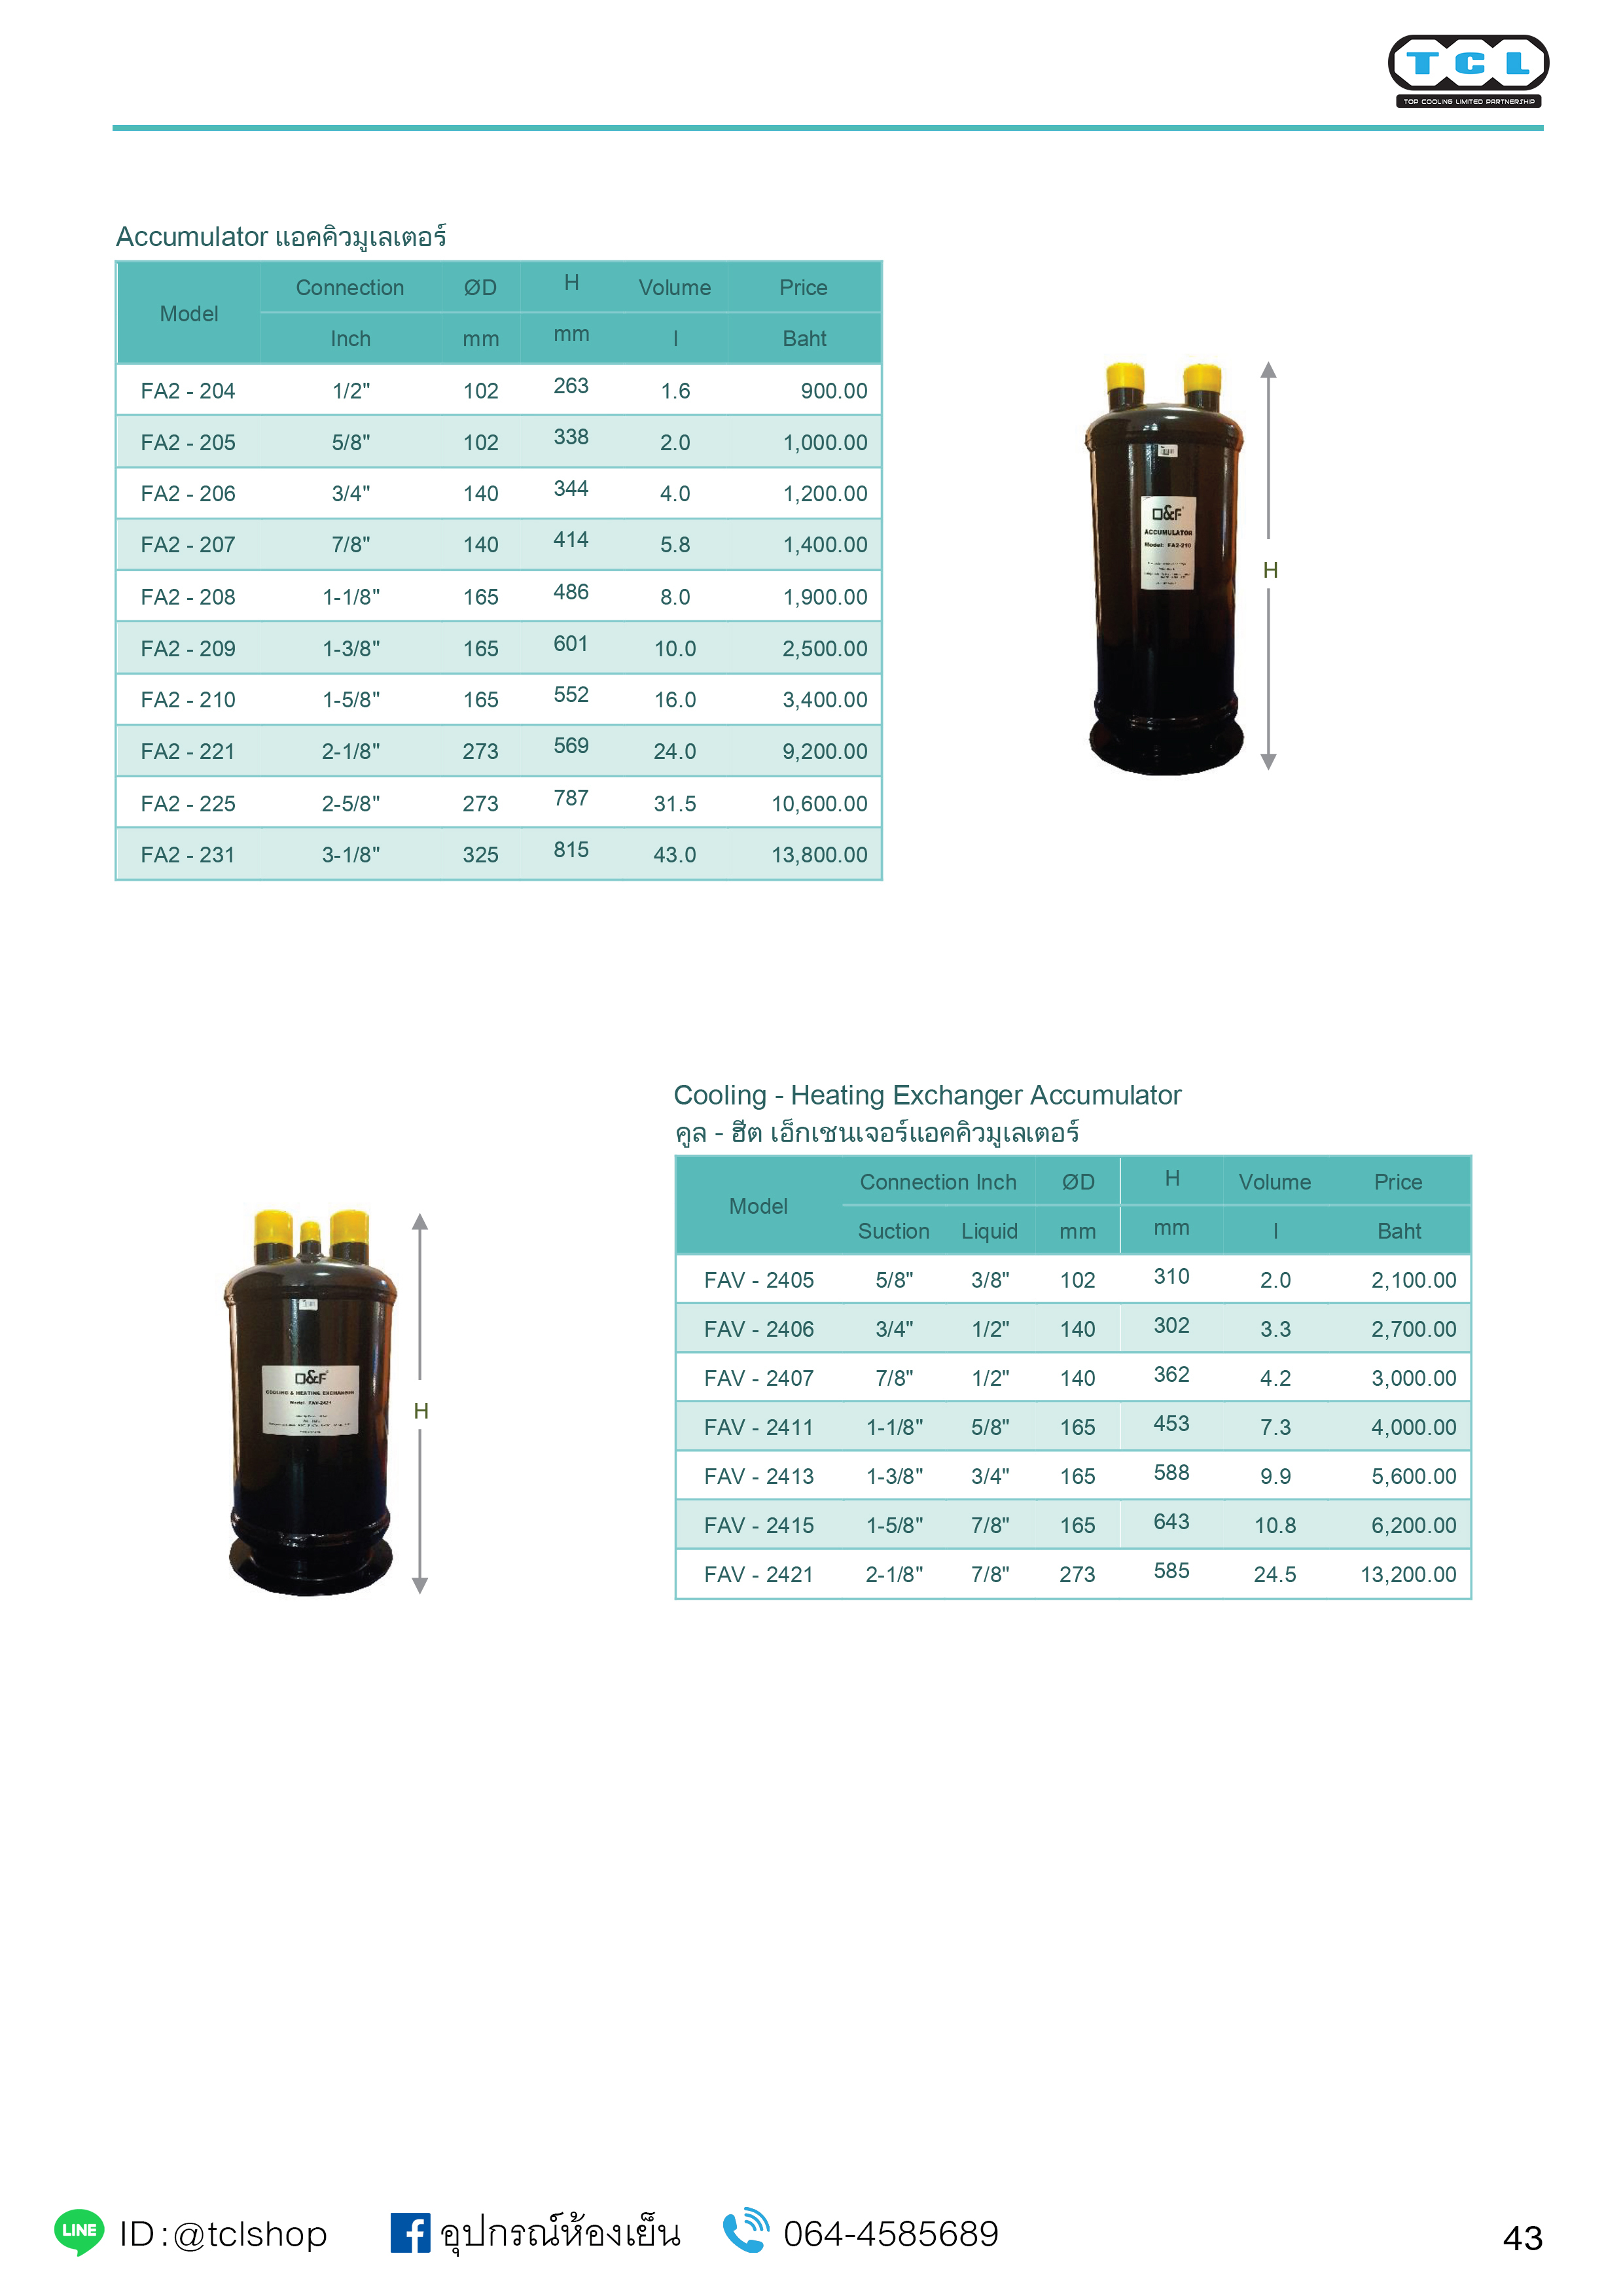 TCL
TOP COOLING LIMITED PARTNERSHIP
Accumulator แอคคิวมูเลเตอร์
Model Connection ØD H Volume Price
Inch mm mm l Baht
FA2 - 204 1/2" 102 263 1.6 900.00
FA2 - 205 5/8" 102 338 2.0 1,000.00
FA2 - 206 3/4" 140 344 4.0 1,200.00
FA2 - 207 7/8" 140 414 5.8 1,400.00
FA2 - 208 1-1/8" 165 486 8.0 1,900.00
FA2 - 209 1-3/8" 165 601 10.0 2,500.00
FA2 - 210 1-5/8" 165 552 16.0 3,400.00
FA2 - 221 2-1/8" 273 569 24.0 9,200.00
FA2 - 225 2-5/8" 273 787 31.5 10,600.00
FA2 - 231 3-1/8" 325 815 43.0 13,800.00
D&F
ACCUMULATOR
Model: FA2-210
H
Cooling - Heating Exchanger Accumulator
คูล - ฮีต เอ็กเชนเจอร์แอคคิวมูเลเตอร์
Model Connection Inch ØD H Volume Price
Suction Liquid mm mm l Baht
FAV - 2405 5/8" 3/8" 102 310 2.0 2,100.00
FAV - 2406 3/4" 1/2" 140 302 3.3 2,700.00
FAV - 2407 7/8" 1/2" 140 362 4.2 3,000.00
FAV - 2411 1-1/8" 5/8" 165 453 7.3 4,000.00
FAV - 2413 1-3/8" 3/4" 165 588 9.9 5,600.00
FAV - 2415 1-5/8" 7/8" 165 643 10.8 6,200.00
FAV - 2421 2-1/8" 7/8" 273 585 24.5 13,200.00
D&F
COOLING & HEATING EXCHANGER
Model: FAV-2421
H
LINE ID : @tclshop อุปกรณ์ห้องเย็น 064-4585689
43